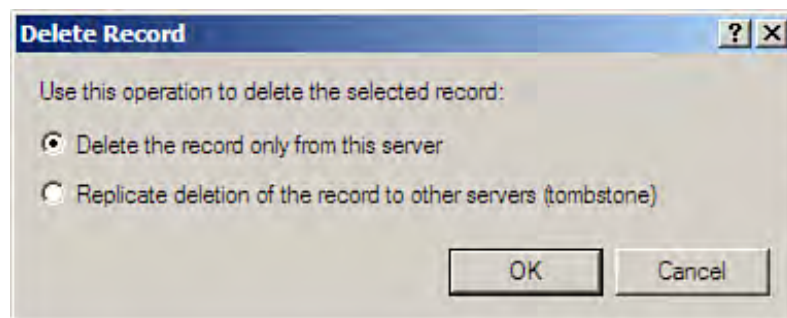 Delete Record
? X
Use this operation to delete the selected record:
Delete the record only from this server
Replicate deletion of the record to other servers (tombstone)
OK Cancel